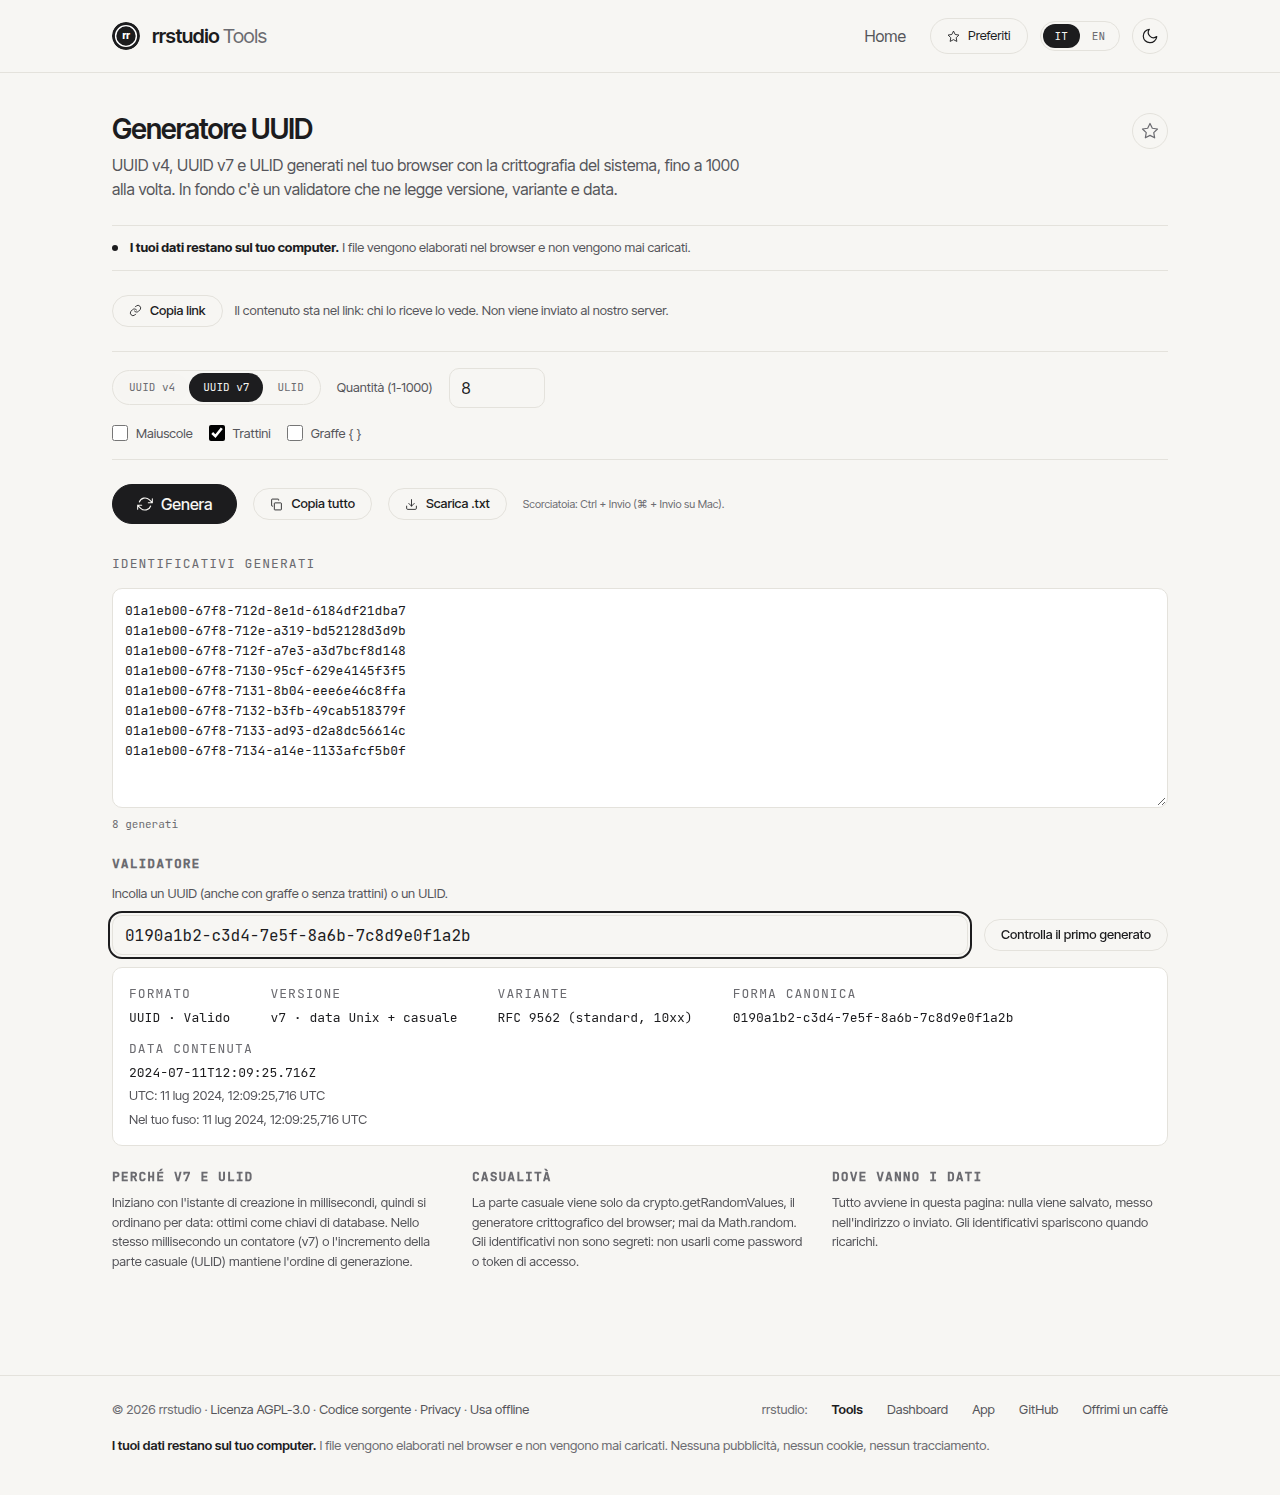 rr rrstudio Tools
Home
Preferiti
IT EN
Generatore UUID
UUID v4, UUID v7 e ULID generati nel tuo browser con la crittografia del sistema, fino a 1000
alla volta. In fondo c'è un validatore che ne legge versione, variante e data.
I tuoi dati restano sul tuo computer. I file vengono elaborati nel browser e non vengono mai caricati.
Copia link
Il contenuto sta nel link: chi lo riceve lo vede. Non viene inviato al nostro server.
UUID v4 UUID v7 ULID Quantità (1-1000) 8
Maiuscole Trattini Graffe { }
Genera Copia tutto Scarica .txt Scorciatoia: Ctrl + Invio (⌘ + Invio su Mac).
IDENTIFICATIVI GENERATI
01a1eb00-67f8-712d-8e1d-6184df21dba7
01a1eb00-67f8-712e-a319-bd52128d3d9b
01a1eb00-67f8-712f-a7e3-a3d7bcf8d148
01a1eb00-67f8-7130-95cf-629e4145f3f5
01a1eb00-67f8-7131-8b04-eee6e46c8ffa
01a1eb00-67f8-7132-b3fb-49cab518379f
01a1eb00-67f8-7133-ad93-d2a8dc56614c
01a1eb00-67f8-7134-a14e-1133afcf5b0f
8 generati
VALIDATORE
Incolla un UUID (anche con graffe o senza trattini) o un ULID.
0190a1b2-c3d4-7e5f-8a6b-7c8d9e0f1a2b
Controlla il primo generato
FORMATO
UUID · Valido
VERSIONE
v7 · data Unix + casuale
VARIANTE
RFC 9562 (standard, 10xx)
FORMA CANONICA
0190a1b2-c3d4-7e5f-8a6b-7c8d9e0f1a2b
DATA CONTENUTA
2024-07-11T12:09:25.716Z
UTC: 11 lug 2024, 12:09:25,716 UTC
Nel tuo fuso: 11 lug 2024, 12:09:25,716 UTC
PERCHÉ V7 E ULID
Iniziano con l'istante di creazione in millisecondi, quindi si
ordinano per data: ottimi come chiavi di database. Nello
stesso millisecondo un contatore (v7) o l'incremento della
parte casuale (ULID) mantiene l'ordine di generazione.
CASUALITÀ
La parte casuale viene solo da crypto.getRandomValues, il
generatore crittografico del browser; mai da Math.random.
Gli identificativi non sono segreti: non usarli come password
o token di accesso.
DOVE VANNO I DATI
Tutto avviene in questa pagina: nulla viene salvato, messo
nell'indirizzo o inviato. Gli identificativi spariscono quando
ricarichi.
© 2026 rrstudio · Licenza AGPL-3.0 · Codice sorgente · Privacy · Usa offline
rrstudio: Tools Dashboard App GitHub Offrimi un caffè
I tuoi dati restano sul tuo computer. I file vengono elaborati nel browser e non vengono mai caricati. Nessuna pubblicità, nessun cookie, nessun tracciamento.